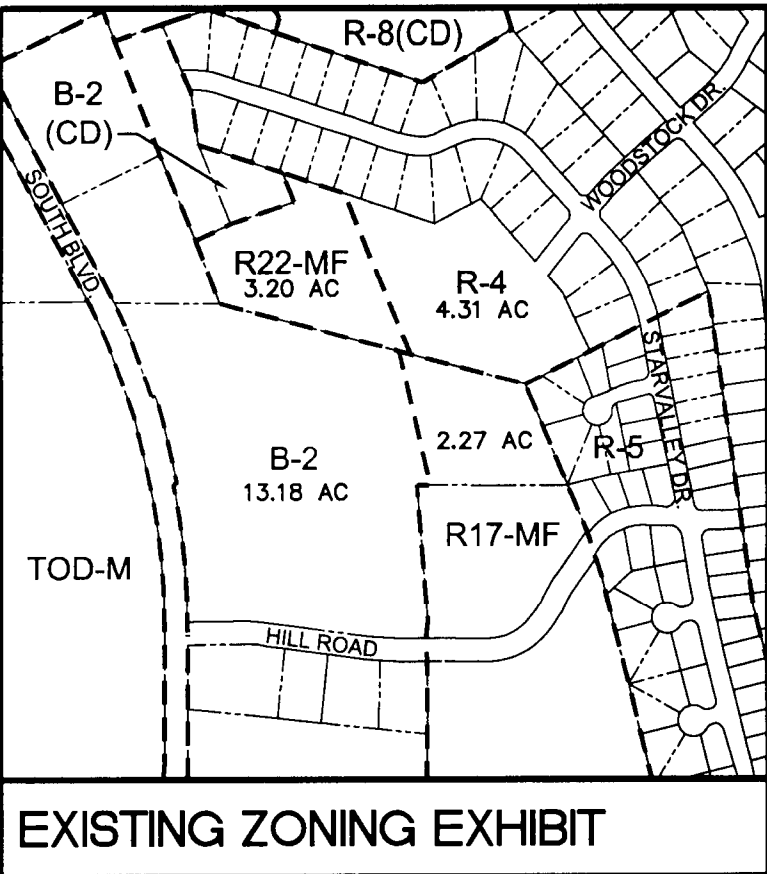 R-8(CD)
B-2
(CD)
WOODSTOCK DR.
SOUTH BLVD.
R22-MF
3.20 AC
R-4
4.31 AC
STARVALLEY DR.
B-2
13.18 AC
2.27 AC
R-5
R17-MF
TOD-M
HILL ROAD
EXISTING ZONING EXHIBIT